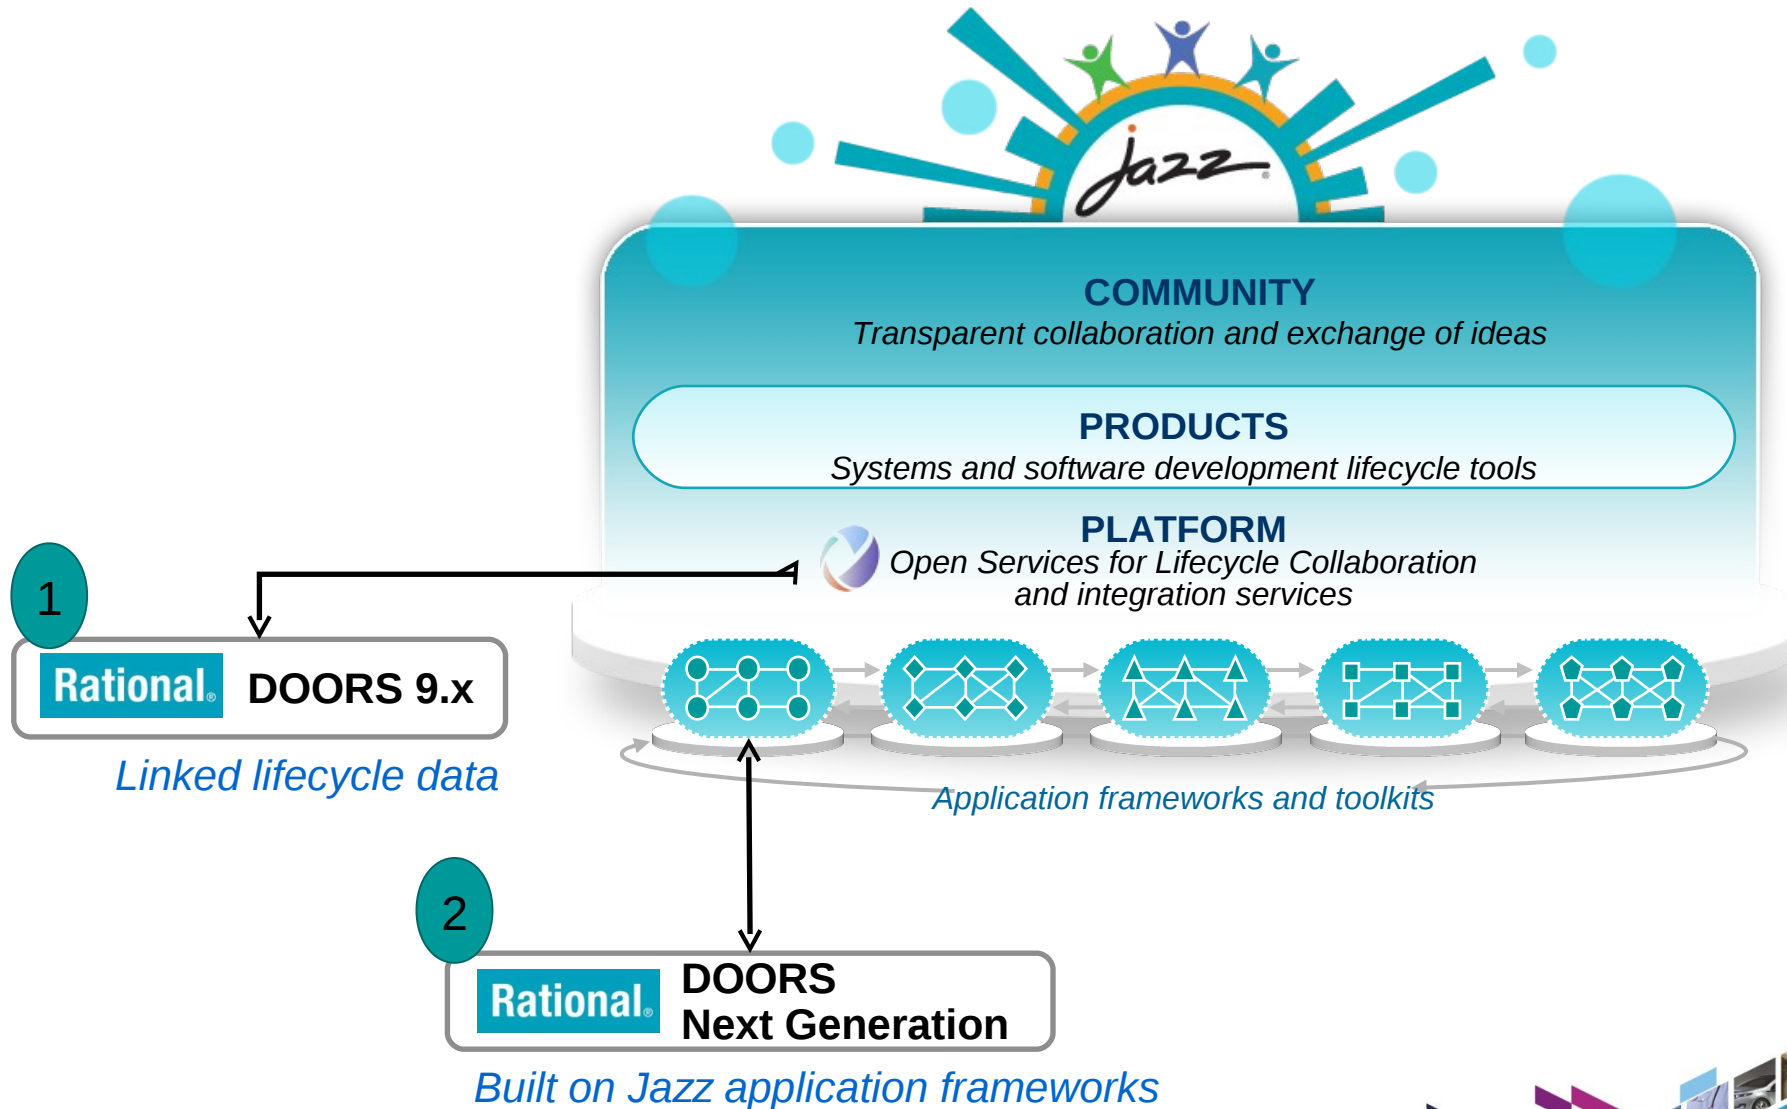 jazz®
COMMUNITY
Transparent collaboration and exchange of ideas
PRODUCTS
Systems and software development lifecycle tools
PLATFORM
Open Services for Lifecycle Collaboration
and integration services
1
Rational® DOORS 9.x
Linked lifecycle data
Application frameworks and toolkits
2
Rational® DOORS
Next Generation
Built on Jazz application frameworks